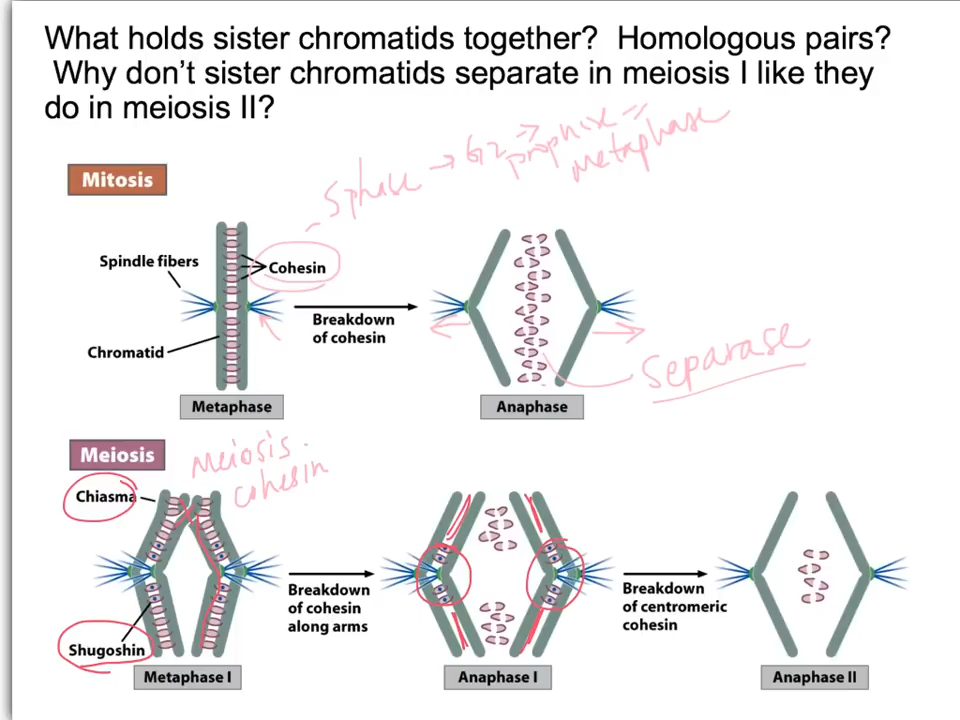 What holds sister chromatids together? Homologous pairs?
Why don't sister chromatids separate in meiosis I like they
do in meiosis II?
Sphase → G2 → prophase →
metaphase
Mitosis
Spindle fibers
Cohesin
Breakdown
of cohesin
Chromatid
Separase
Metaphase
Anaphase
Meiosis
meiosis
cohesin
Chiasma
Breakdown
of cohesin
along arms
Breakdown
of centromeric
cohesin
Shugoshin
Metaphase I
Anaphase I
Anaphase II